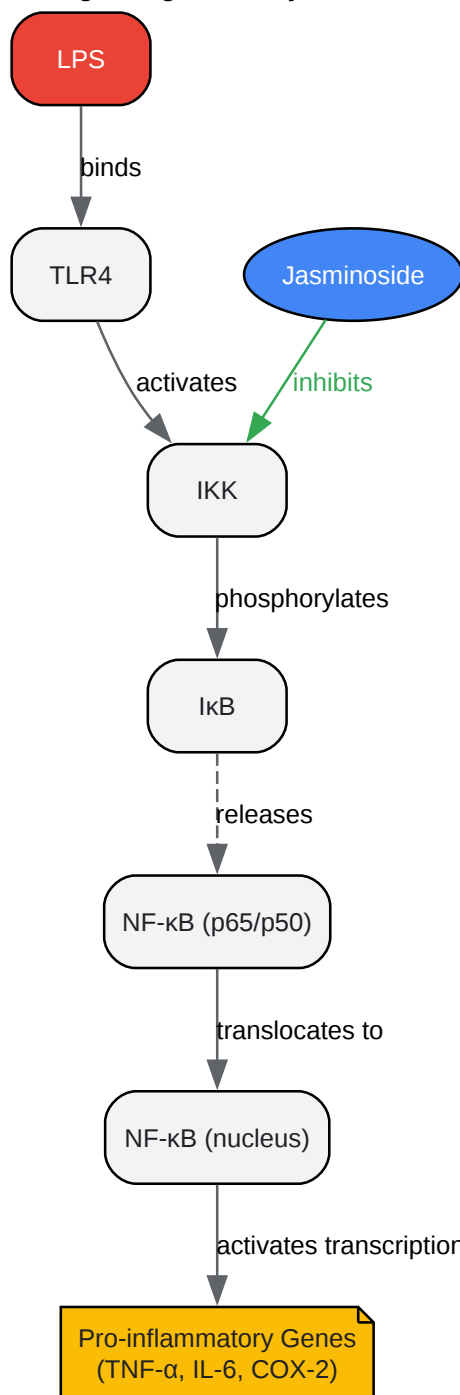 LPS
binds
TLR4
Jasminoside
activates
inhibits
IKK
phosphorylates
IκB
releases
NF-κB (p65/p50)
translocates to
NF-κB (nucleus)
activates transcription
Pro-inflammatory Genes
(TNF-α, IL-6, COX-2)